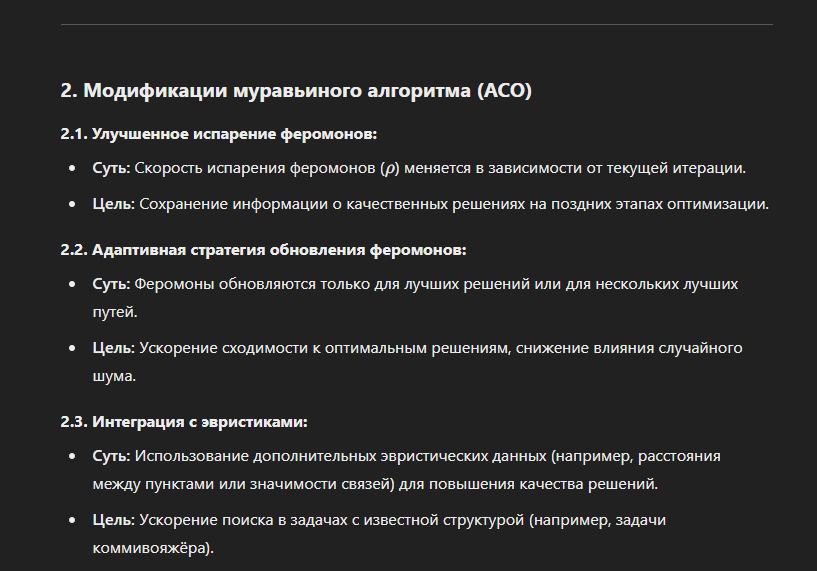 2. Модификации муравьиного алгоритма (ACO)
2.1. Улучшенное испарение феромонов:
• Суть: Скорость испарения феромонов (ρ) меняется в зависимости от текущей итерации.
• Цель: Сохранение информации о качественных решениях на поздних этапах оптимизации.
2.2. Адаптивная стратегия обновления феромонов:
• Суть: Феромоны обновляются только для лучших решений или для нескольких лучших
путей.
• Цель: Ускорение сходимости к оптимальным решениям, снижение влияния случайного
шума.
2.3. Интеграция с эвристиками:
• Суть: Использование дополнительных эвристических данных (например, расстояния
между пунктами или значимости связей) для повышения качества решений.
• Цель: Ускорение поиска в задачах с известной структурой (например, задачи
коммивояжёра).